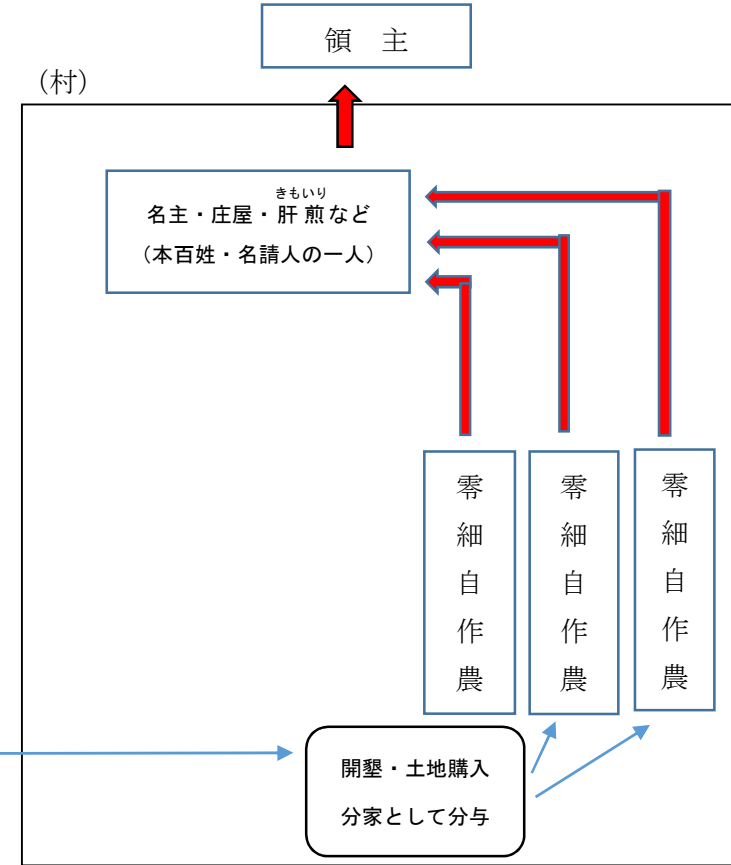 領 主
(村)
きもいり
名主・庄屋・肝煎など
(本百姓・名請人の一人)
零細自作農
零細自作農
零細自作農
開墾・土地購入
分家として分与